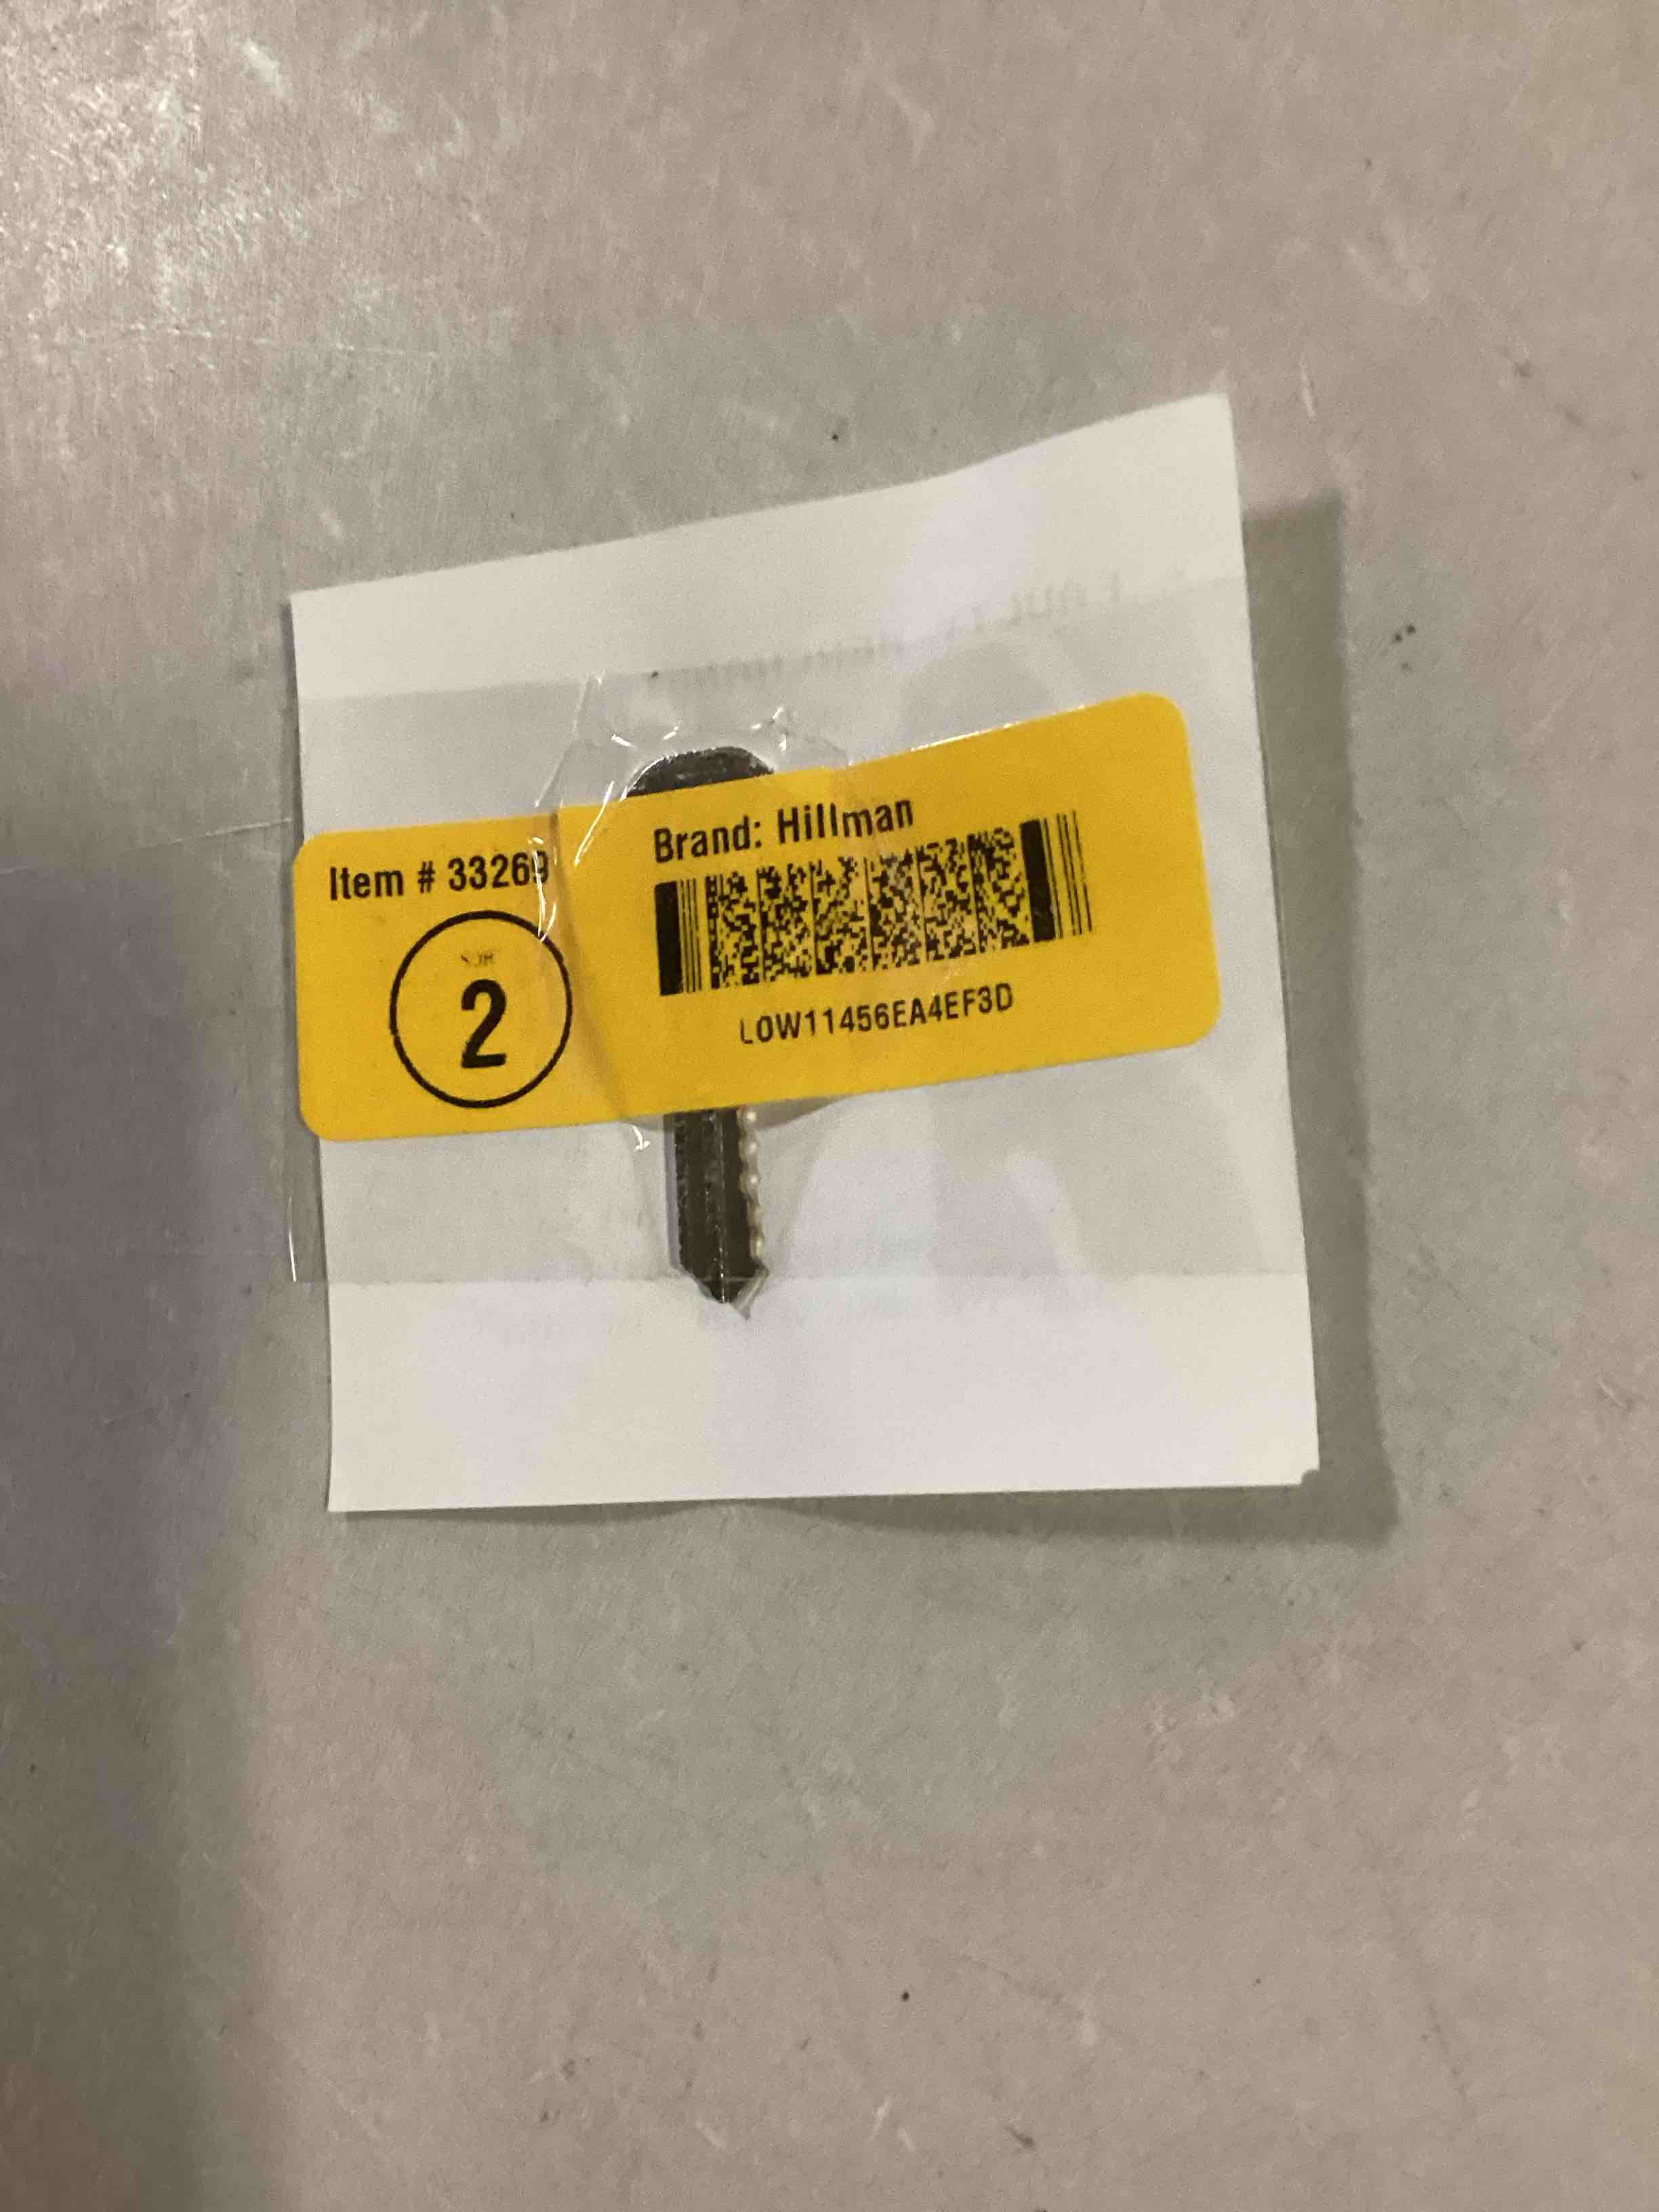 Brand: Hillman
Item # 33269
2
LOW11456EA4EF3D